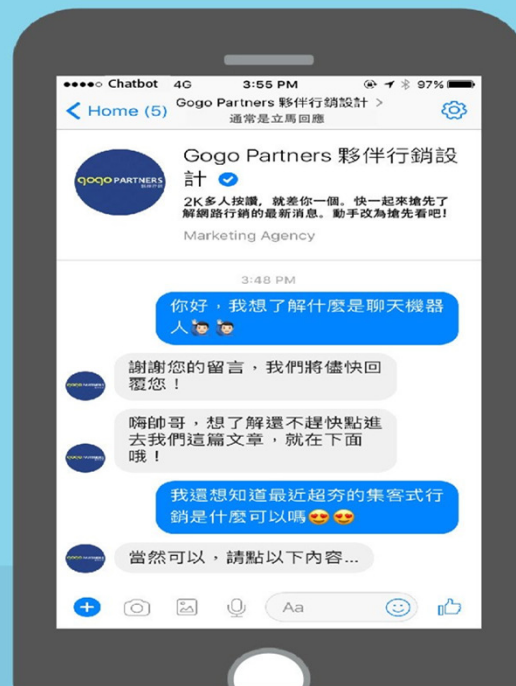 Chatbot 4G 3:55 PM 97%
Home (5) Gogo Partners 夥伴行銷設計 >
通常是立馬回應
gogo PARTNERS
Gogo Partners 夥伴行銷設
計
2K多人按讚，就差你一個。快一起來搶先了
解網路行銷的最新消息。動手改為搶先看吧!
Marketing Agency
3:48 PM
你好，我想了解什麼是聊天機器
人🙋🏻‍♂️🙋🏻‍♂️
謝謝您的留言，我們將儘快回
覆您！
嗨帥哥，想了解還不趕快點進
去我們這篇文章，就在下面
哦！
我還想知道最近超夯的集客式行
銷是什麼可以嗎😍😍
當然可以，請點以下內容...
Aa